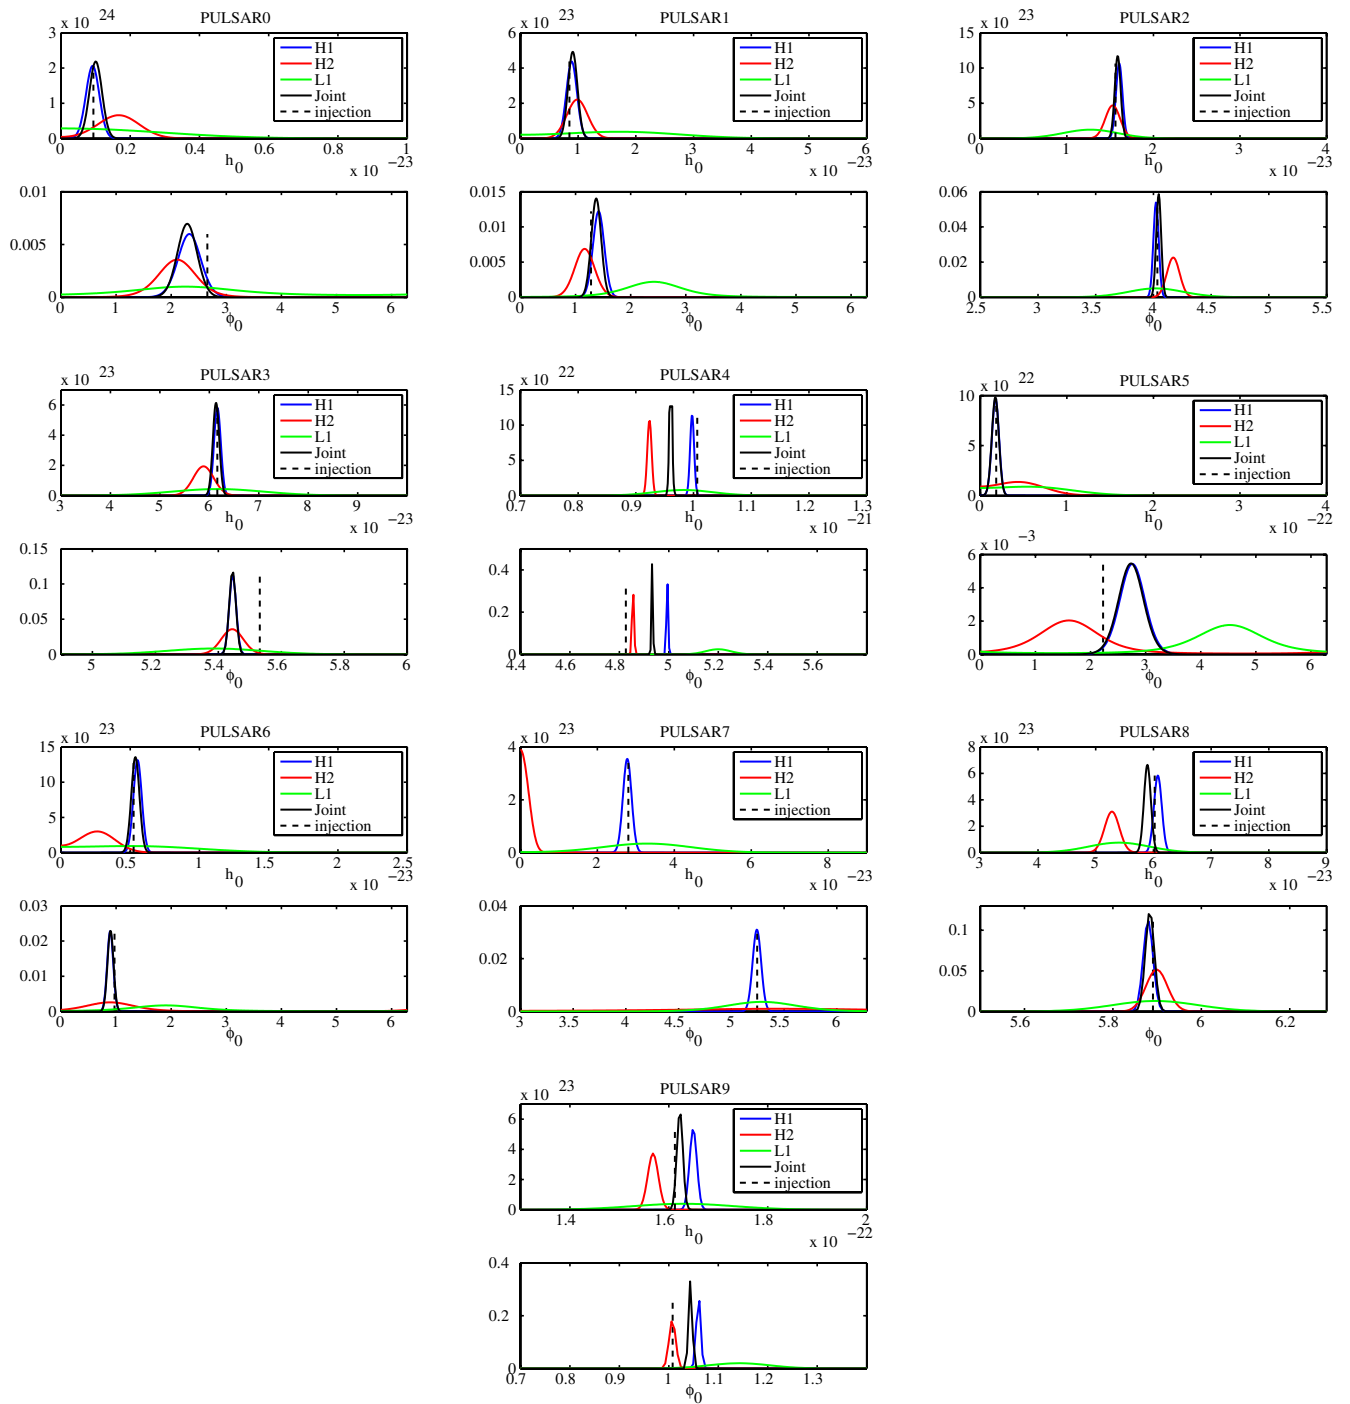 x 10 24 PULSAR0
3
2
1
0
H1
H2
L1
Joint
injection
0 0.2 0.4 0.6 0.8 1
h0 x 10 −23
0.01
0.005
0
0 1 2 3 4 5 6
ϕ0
x 10 23 PULSAR1
6
4
2
0
H1
H2
L1
Joint
injection
0 1 2 3 4 5 6
h0 x 10 −23
0.015
0.01
0.005
0
0 1 2 3 4 5 6
ϕ0
x 10 23 PULSAR2
15
10
5
0
H1
H2
L1
Joint
injection
0 1 2 3 4
h0 x 10 −23
0.06
0.04
0.02
0
2.5 3 3.5 4 4.5 5 5.5
ϕ0
x 10 23 PULSAR3
6
4
2
0
H1
H2
L1
Joint
injection
3 4 5 6 7 8 9
h0 x 10 −23
0.15
0.1
0.05
0
5 5.2 5.4 5.6 5.8 6
ϕ0
x 10 22 PULSAR4
15
10
5
0
H1
H2
L1
Joint
injection
0.7 0.8 0.9 1 1.1 1.2 1.3
h0 x 10 −21
0.4
0.2
0
4.4 4.6 4.8 5 5.2 5.4 5.6
ϕ0
x 10 22 PULSAR5
10
5
0
H1
H2
L1
Joint
injection
0 1 2 3 4
h0 x 10 −22
x 10 −3
6
4
2
0
0 1 2 3 4 5 6
ϕ0
x 10 23 PULSAR6
15
10
5
0
H1
H2
L1
Joint
injection
0 0.5 1 1.5 2 2.5
h0 x 10 −23
0.03
0.02
0.01
0
0 1 2 3 4 5 6
ϕ0
x 10 23 PULSAR7
4
2
0
H1
H2
L1
injection
0 2 4 6 8
h0 x 10 −23
0.04
0.02
0
3 3.5 4 4.5 5 5.5 6
ϕ0
x 10 23 PULSAR8
8
6
4
2
0
H1
H2
L1
Joint
injection
3 4 5 6 7 8 9
h0 x 10 −23
0.1
0.05
0
5.6 5.8 6 6.2
ϕ0
x 10 23 PULSAR9
6
4
2
0
H1
H2
L1
Joint
injection
1.4 1.6 1.8 2
h0 x 10 −22
0.4
0.2
0
0.7 0.8 0.9 1 1.1 1.2 1.3
ϕ0